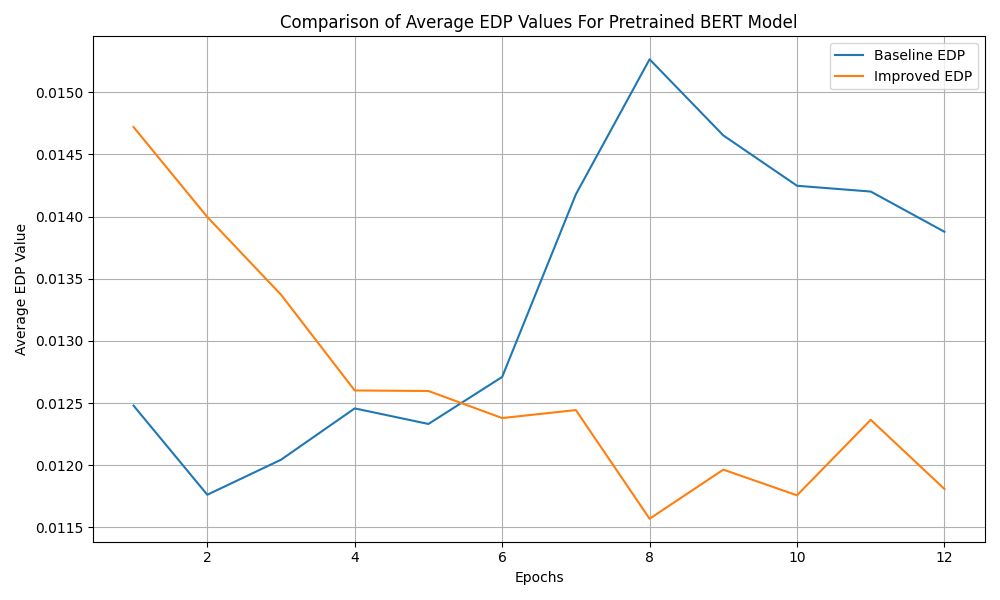 Comparison of Average EDP Values For Pretrained BERT Model
Baseline EDP
Improved EDP
Average EDP Value
0.0150
0.0145
0.0140
0.0135
0.0130
0.0125
0.0120
0.0115
2 4 6 8 10 12
Epochs